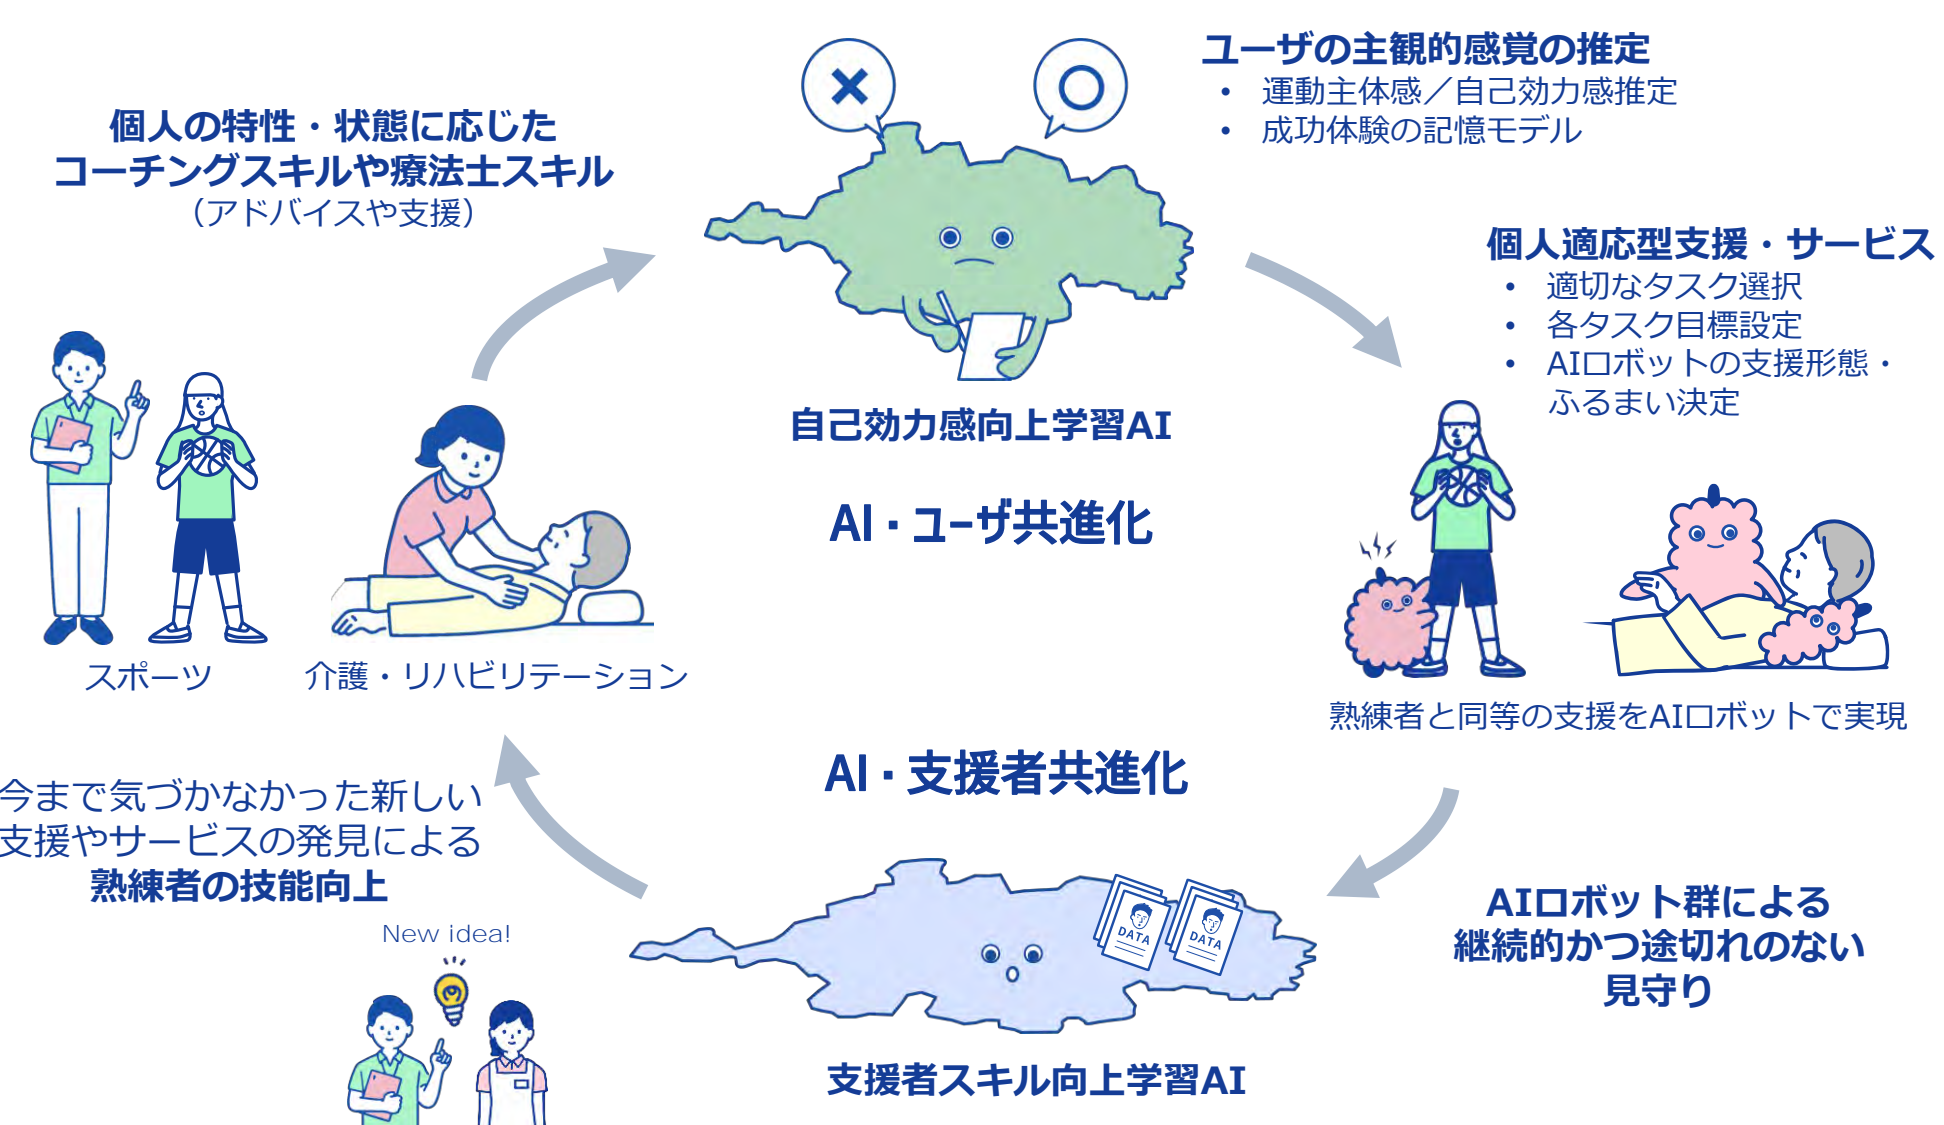 個人の特性・状態に応じた
コーチングスキルや療法士スキル
（アドバイスや支援）
ユーザの主観的感覚の推定
• 運動主体感／自己効力感推定
• 成功体験の記憶モデル
個人適応型支援・サービス
• 適切なタスク選択
• 各タスク目標設定
• AIロボットの支援形態・
ふるまい決定
自己効力感向上学習AI
AI・ユーザ共進化
スポーツ
介護・リハビリテーション
熟練者と同等の支援をAIロボットで実現
AI・支援者共進化
今まで気づかなかった新しい
支援やサービスの発見による
熟練者の技能向上
New idea!
DATA
DATA
AIロボット群による
継続的かつ途切れのない
見守り
支援者スキル向上学習AI